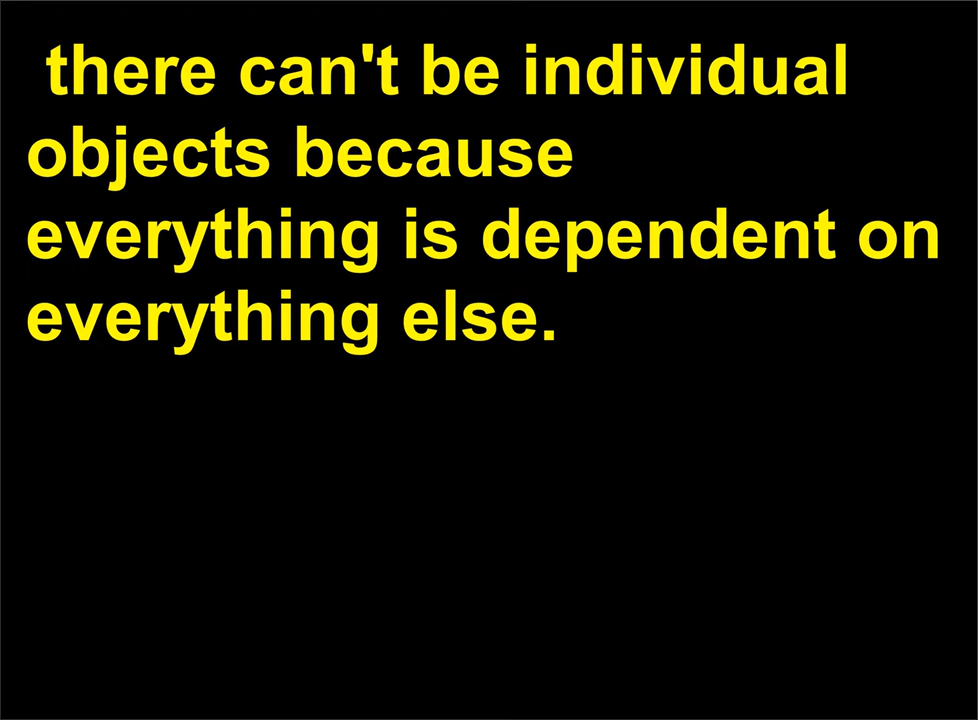 there can't be individual
objects because
everything is dependent on
everything else.